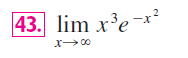 43. lim x³e^{-x²}
x→∞